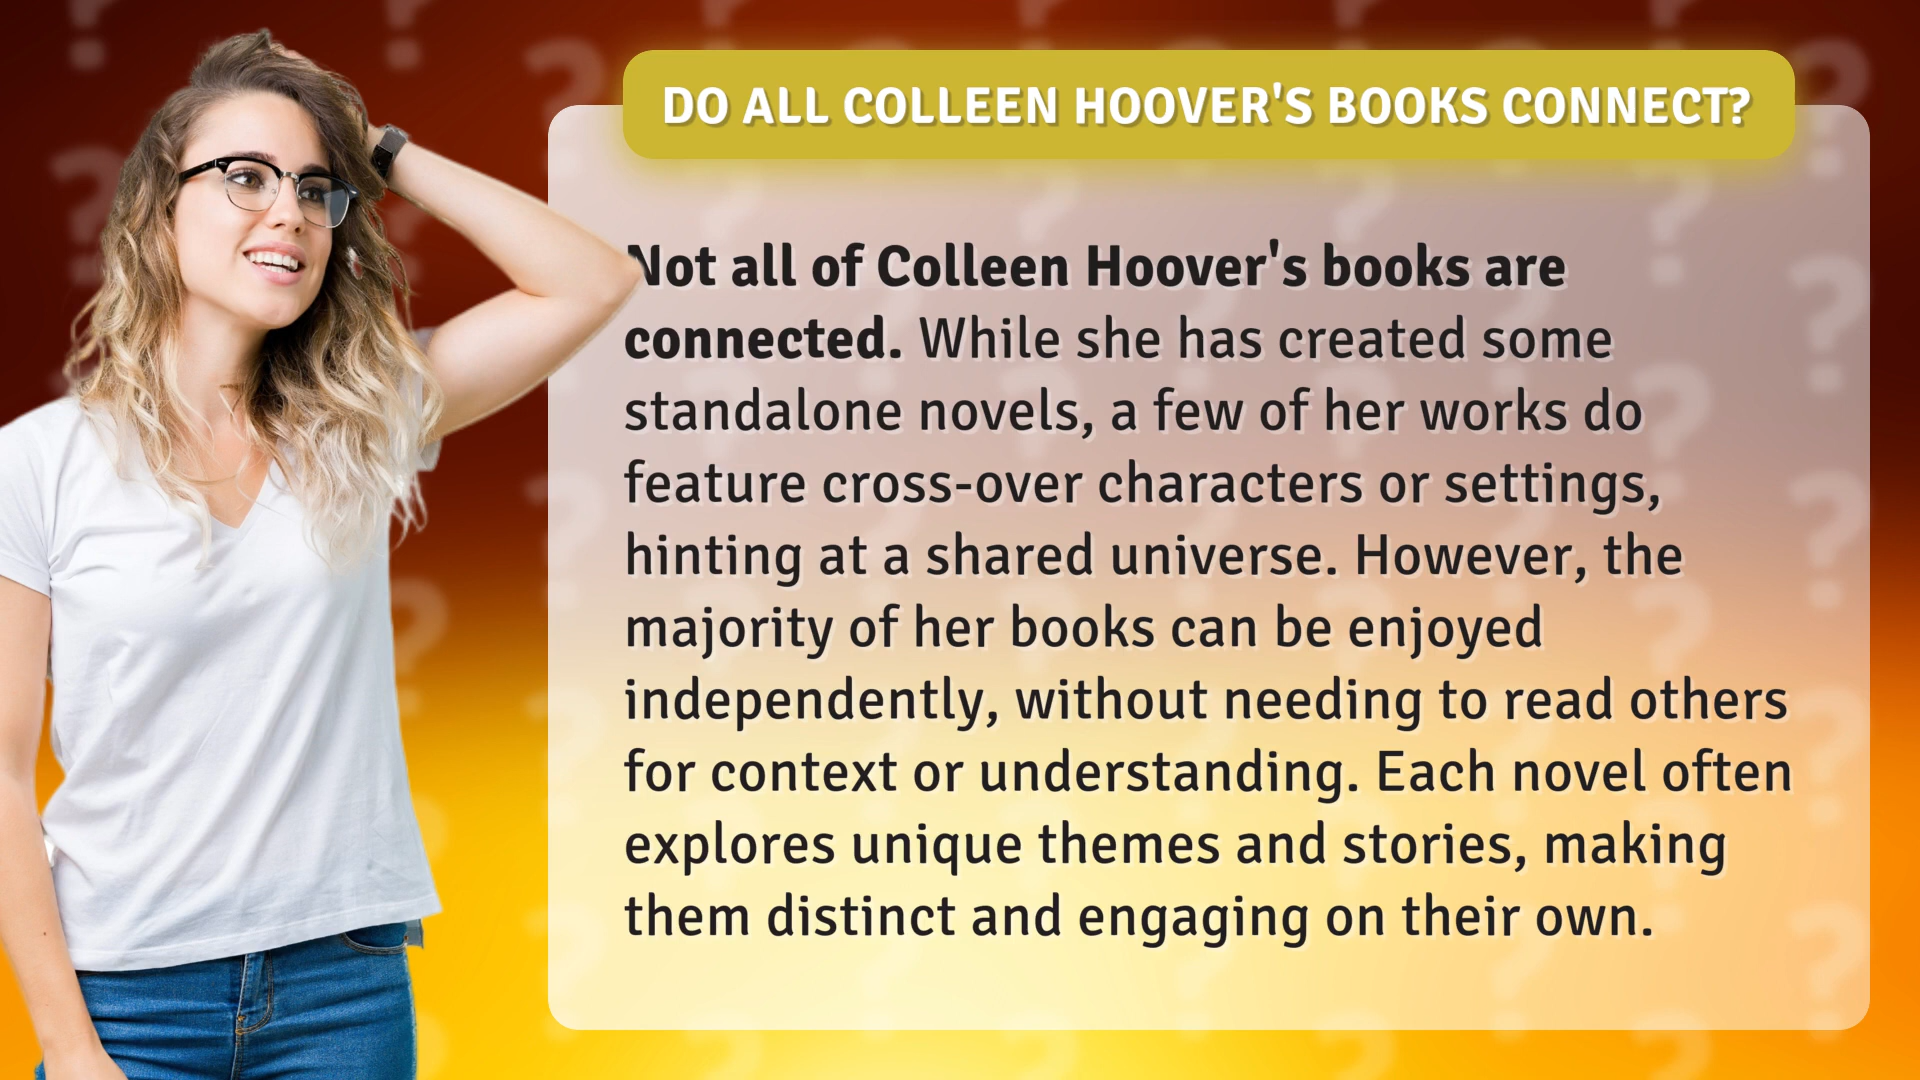 DO ALL COLLEEN HOOVER'S BOOKS CONNECT?
Not all of Colleen Hoover's books are
connected. While she has created some
standalone novels, a few of her works do
feature cross-over characters or settings,
hinting at a shared universe. However, the
majority of her books can be enjoyed
independently, without needing to read others
for context or understanding. Each novel often
explores unique themes and stories, making
them distinct and engaging on their own.